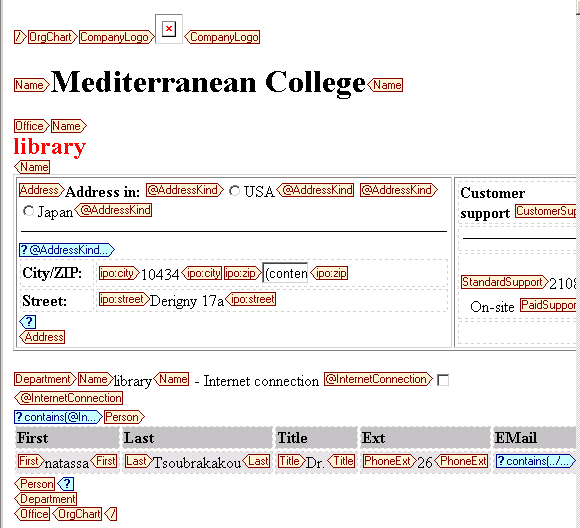 / OrgChart CompanyLogo CompanyLogo
Name Mediterranean College Name
Office Name
library
Name
Address Address in: @AddressKind USA @AddressKind @AddressKind
Japan @AddressKind
? @AddressKind...
City/ZIP: ipo:city 10434 ipo:city ipo:zip (conten ipo:zip
Street: ipo:street Derigny 17a ipo:street
?
Address
Customer
support CustomerSup
StandardSupport 2108
On-site PaidSuppor
Department Name library Name - Internet connection @InternetConnection
@InternetConnection
? contains(@In... Person
First Last Title Ext EMail
First natassa First Last Tsoubrakakou Last Title Dr. Title PhoneExt 26 PhoneExt ? contains(../...
Person ?
Department
Office OrgChart /